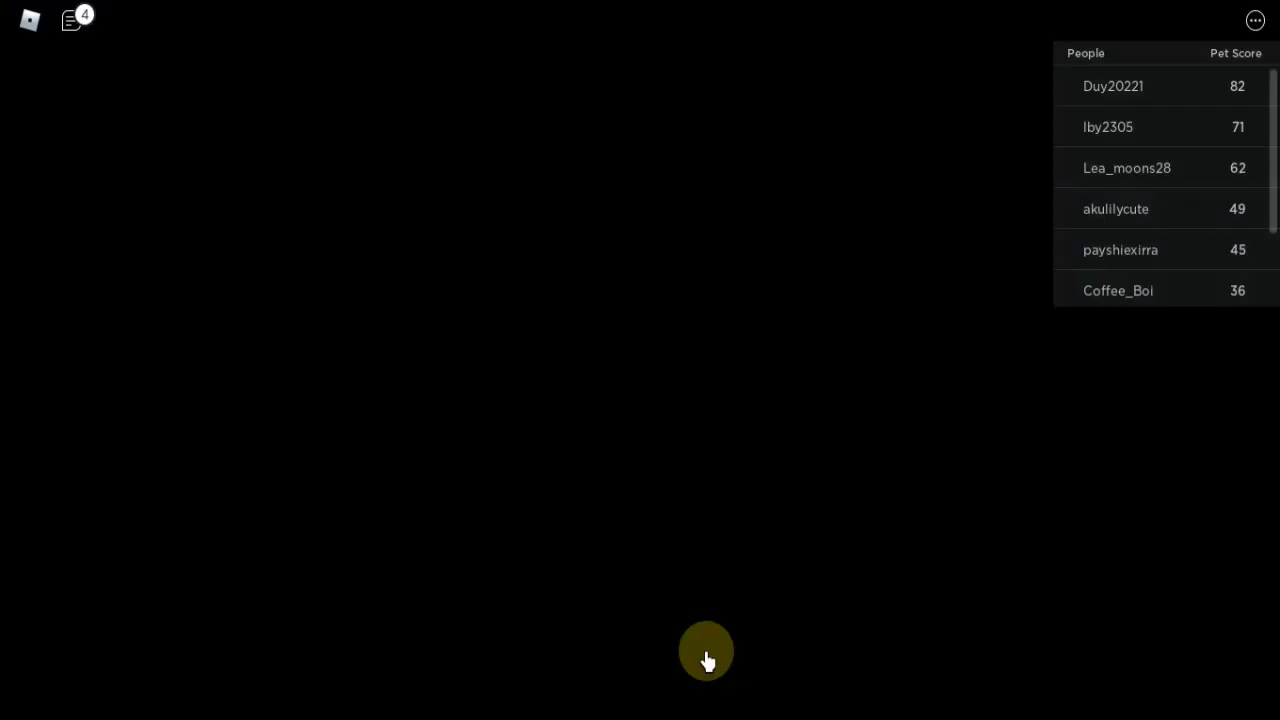 4
People Pet Score
Duy20221 82
lby2305 71
Lea_moons28 62
akulilycute 49
payshiexirra 45
Coffee_Boi 36